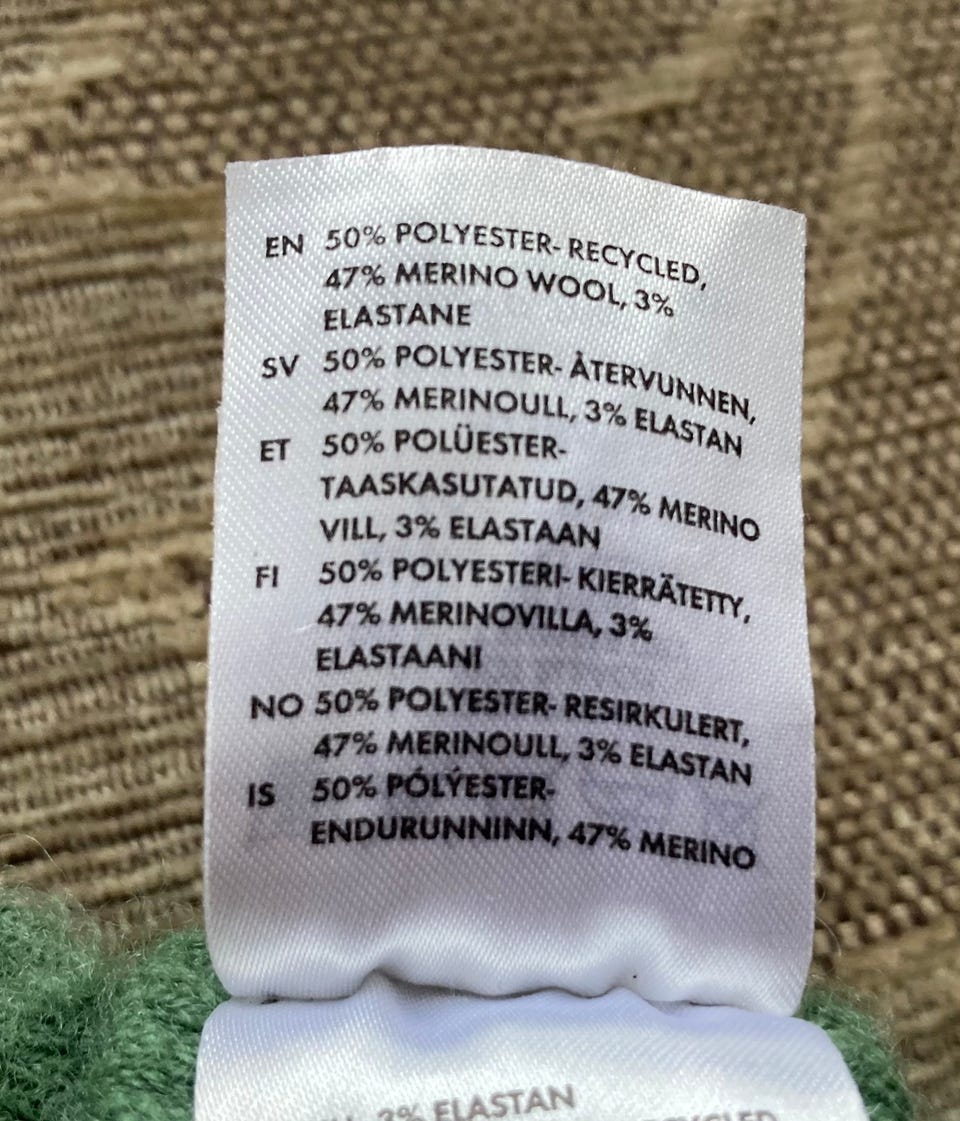 EN 50% POLYESTER- RECYCLED,
47% MERINO WOOL, 3%
ELASTANE
SV 50% POLYESTER- ÅTERVUNNEN,
47% MERINOULL, 3% ELASTAN
ET 50% POLÜESTER-
TAASKASUTATUD, 47% MERINO
VILL, 3% ELASTAAN
FI 50% POLYESTERI- KIERRÄTETTY,
47% MERINOVILLA, 3%
ELASTAANI
NO 50% POLYESTER- RESIRKULERT,
47% MERINOULL, 3% ELASTAN
IS 50% PÓLÝESTER-
ENDURUNNINN, 47% MERINO
3% ELASTAN